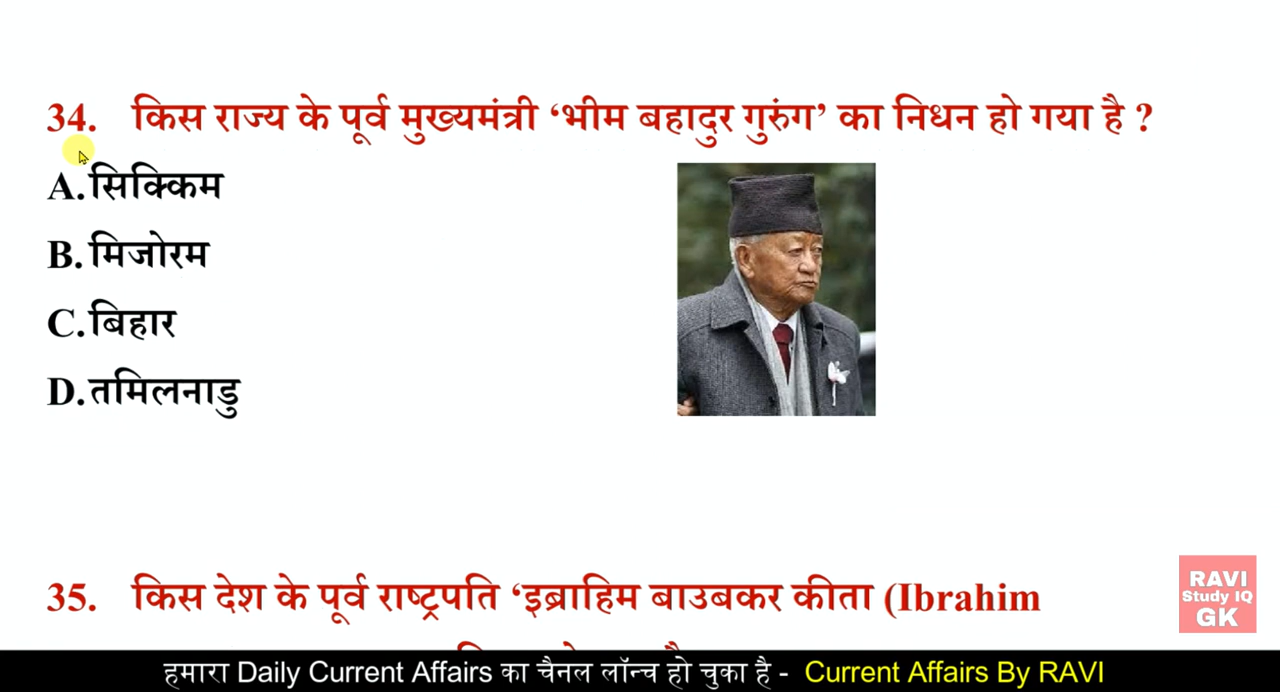 34. किस राज्य के पूर्व मुख्यमंत्री ‘भीम बहादुर गुरुंग’ का निधन हो गया है ?
A.सिक्किम
B.मिजोरम
C.बिहार
D.तमिलनाडु
35. किस देश के पूर्व राष्ट्रपति ‘इब्राहिम बाउबकर कीता (Ibrahim
RAVI
Study IQ
GK
हमारा Daily Current Affairs का चैनल लॉन्च हो चुका है - Current Affairs By RAVI